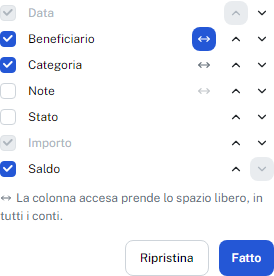 Data
Beneficiario
Categoria
Note
Stato
Importo
Saldo
↔ La colonna accesa prende lo spazio libero, in
tutti i conti.
Ripristina Fatto